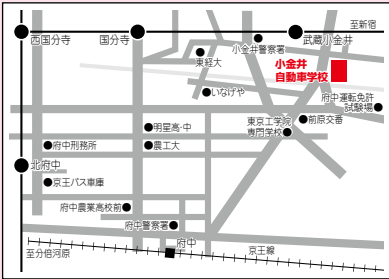 至新宿
西国分寺
国分寺
武蔵小金井
小金井警察署
東経大
小金井
自動車学校
いなげや
府中運転免許
試験場
明星高・中
東京工学院
専門学校
前原交番
府中刑務所
農工大
北府中
京王バス車庫
府中農業高校前
府中警察署
府中
至分倍河原
京王線